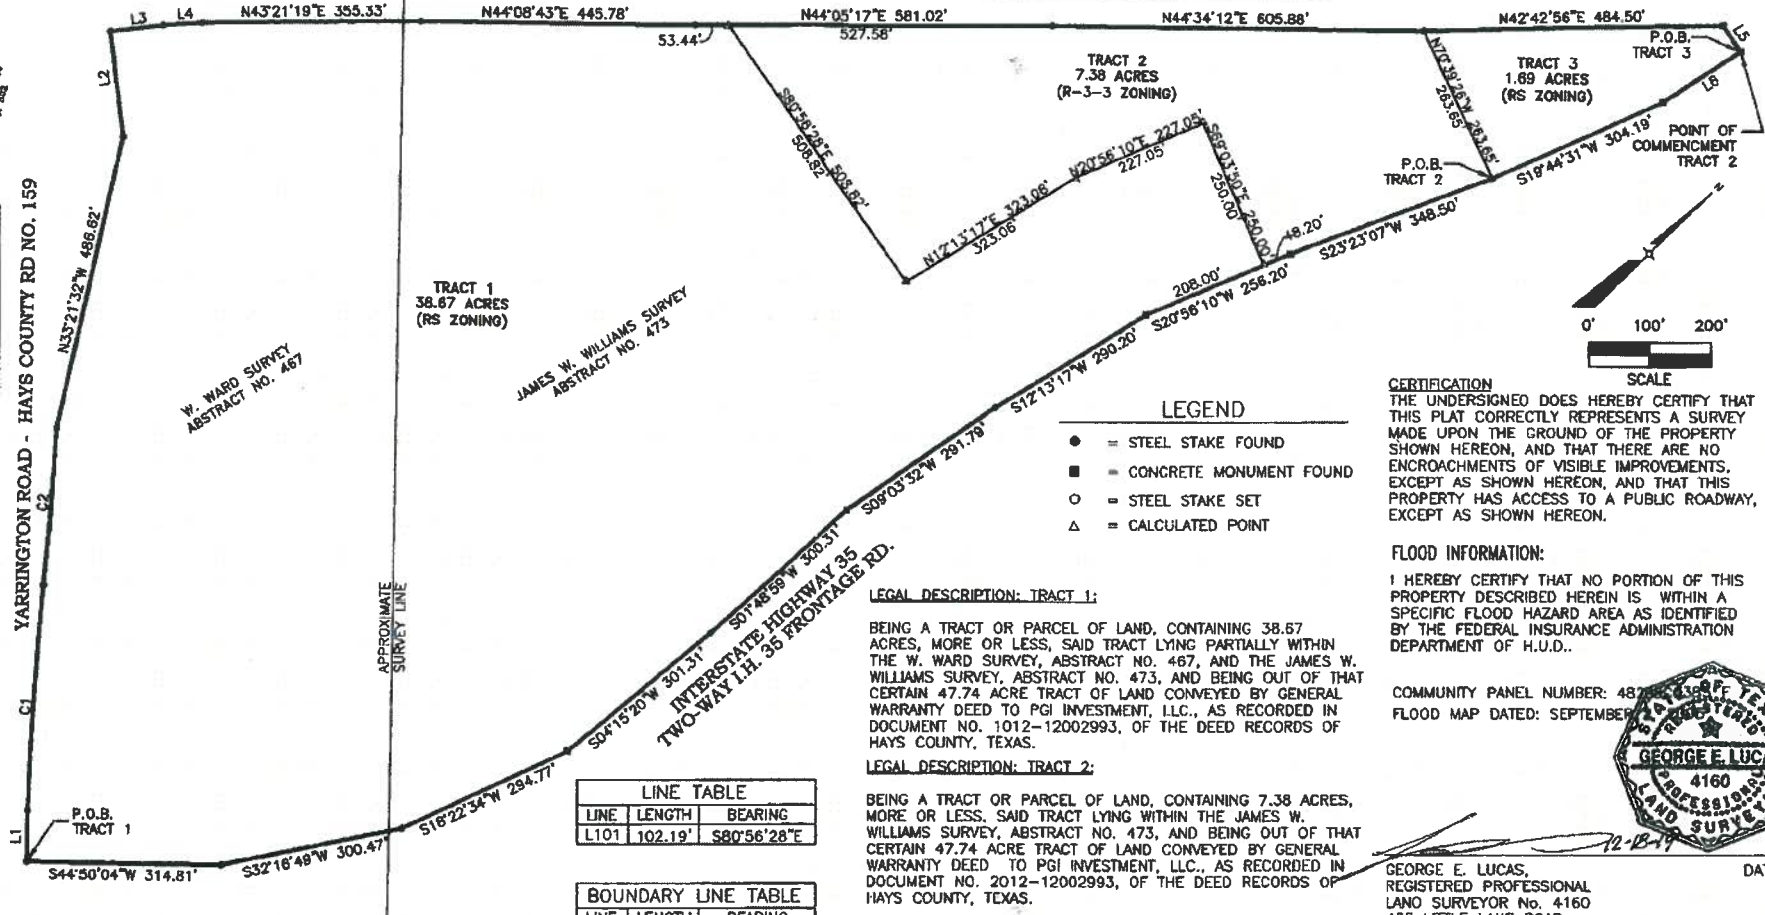 L3
L4
N43°21'19"E 355.33'
N44°08'43"E 445.78'
N44°05'17"E 581.02'
N44°34'12"E 605.88'
N42°42'56"E 484.50'
53.44'
527.58'
L5
P.O.B.
TRACT 3
L2
TRACT 2
7.38 ACRES
(R-3-3 ZONING)
TRACT 3
1.69 ACRES
(RS ZONING)
N70°39'26"W 263.65'
263.65'
L6
S80°56'28"E 508.82'
508.82'
N20°56'10"E 227.05'
227.05'
S69°03'50"E 250.00'
250.00'
S19°44'31"W 304.19'
POINT OF
COMMENCMENT
TRACT 2
P.O.B.
TRACT 2
N12°13'17"E 323.06'
323.06'
48.20'
S23°23'07"W 348.50'
N33°21'32"W 486.62'
YARRINGTON ROAD - HAYS COUNTY RD NO. 159
TRACT 1
38.67 ACRES
(RS ZONING)
208.00'
S20°56'10"W 256.20'
N
W. WARD SURVEY
ABSTRACT NO. 467
JAMES W. WILLIAMS SURVEY
ABSTRACT NO. 473
S12°13'17"W 290.20'
0' 100' 200'
SCALE
LEGEND
= STEEL STAKE FOUND
= CONCRETE MONUMENT FOUND
= STEEL STAKE SET
= CALCULATED POINT
CERTIFICATION
THE UNDERSIGNED DOES HEREBY CERTIFY THAT
THIS PLAT CORRECTLY REPRESENTS A SURVEY
MADE UPON THE GROUND OF THE PROPERTY
SHOWN HEREON, AND THAT THERE ARE NO
ENCROACHMENTS OF VISIBLE IMPROVEMENTS,
EXCEPT AS SHOWN HEREON, AND THAT THIS
PROPERTY HAS ACCESS TO A PUBLIC ROADWAY,
EXCEPT AS SHOWN HEREON.
FLOOD INFORMATION:
I HEREBY CERTIFY THAT NO PORTION OF THIS
PROPERTY DESCRIBED HEREIN IS WITHIN A
SPECIFIC FLOOD HAZARD AREA AS IDENTIFIED
BY THE FEDERAL INSURANCE ADMINISTRATION
DEPARTMENT OF H.U.D..
COMMUNITY PANEL NUMBER:
FLOOD MAP DATED: SEPTEMBER
S09°03'32"W 291.79'
C2
S01°48'59"W 300.31'
INTERSTATE HIGHWAY 35
TWO-WAY I.H. 35 FRONTAGE RD.
APPROXIMATE
SURVEY LINE
S04°15'20"W 301.31'
C1
S18°22'34"W 294.77'
LEGAL DESCRIPTION: TRACT 1:
BEING A TRACT OR PARCEL OF LAND, CONTAINING 38.67
ACRES, MORE OR LESS, SAID TRACT LYING PARTIALLY WITHIN
THE W. WARD SURVEY, ABSTRACT NO. 467, AND THE JAMES W.
WILLIAMS SURVEY, ABSTRACT NO. 473, AND BEING OUT OF THAT
CERTAIN 47.74 ACRE TRACT OF LAND CONVEYED BY GENERAL
WARRANTY DEED TO PGI INVESTMENT, LLC., AS RECORDED IN
DOCUMENT NO. 1012-12002993, OF THE DEED RECORDS OF
HAYS COUNTY, TEXAS.
LEGAL DESCRIPTION: TRACT 2:
BEING A TRACT OR PARCEL OF LAND, CONTAINING 7.38 ACRES,
MORE OR LESS, SAID TRACT LYING WITHIN THE JAMES W.
WILLIAMS SURVEY, ABSTRACT NO. 473, AND BEING OUT OF THAT
CERTAIN 47.74 ACRE TRACT OF LAND CONVEYED BY GENERAL
WARRANTY DEED TO PGI INVESTMENT, LLC., AS RECORDED IN
DOCUMENT NO. 2012-12002993, OF THE DEED RECORDS OF
HAYS COUNTY, TEXAS.
LINE TABLE
LINE LENGTH BEARING
L101 102.19' S80°56'28"E
BOUNDARY LINE TABLE
LINE LENGTH BEARING
L1
P.O.B.
TRACT 1
S44°50'04"W 314.81'
S32°16'49"W 300.47'
STATE OF TEX
REGISTERED
GEORGE E. LUCA
4160
PROFESSIONAL
LAND SURVEY
GEORGE E. LUCAS,
REGISTERED PROFESSIONAL
LAND SURVEYOR No. 4160
DA